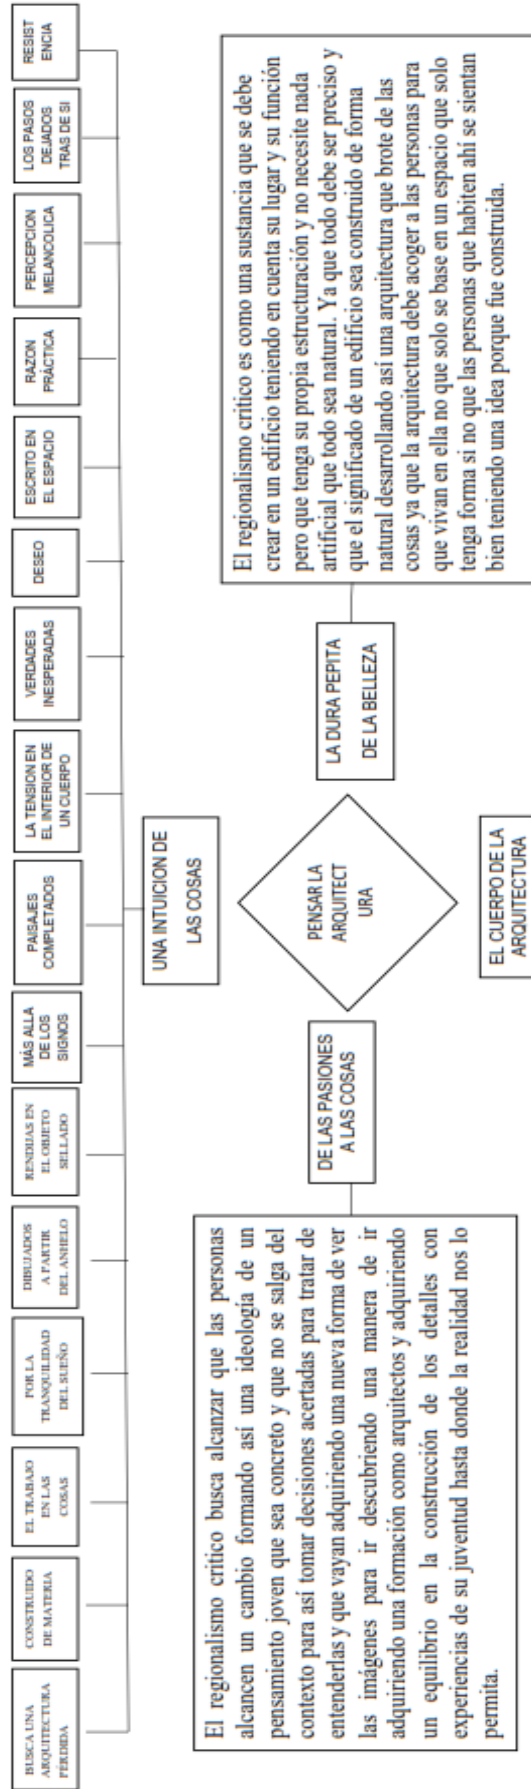 BUSCA UNA
ARQUITECTURA
PÉRDIDA
CONSTRUIDO
DE MATERIA
EL TRABAJO
EN LAS
COSAS
POR LA
TRANQUILIDAD
DEL SUEÑO
DIBUJADOS
A PARTIR
DEL ANHELO
RENDIJAS EN
EL OBJETO
SELLADO
MÁS ALLA
DE LOS
SIGNOS
PAISAJES
COMPLETADOS
LA TENSION EN
EL INTERIOR DE
UN CUERPO
VERDADES
INESPERADAS
DESEO
ESCRITO EN
EL ESPACIO
RAZON
PRÁCTICA
PERCEPCION
MELANCOLICA
LOS PASOS
DEJADOS
TRAS DE SI
RESIST
ENCIA
UNA INTUICION DE
LAS COSAS
El regionalismo critico busca alcanzar que las personas
alcancen un cambio formando así una ideología de un
pensamiento joven que sea concreto y que no se salga del
contexto para así tomar decisiones acertadas para tratar de
entenderlas y que vayan adquiriendo una nueva forma de ver
las imágenes para ir descubriendo una manera de ir
adquiriendo una formación como arquitectos y adquiriendo
un equilibrio en la construcción de los detalles con
experiencias de su juventud hasta donde la realidad nos lo
permita.
DE LAS PASIONES
A LAS COSAS
PENSAR LA
ARQUITECT
URA
LA DURA PEPITA
DE LA BELLEZA
El regionalismo critico es como una sustancia que se debe
crear en un edificio teniendo en cuenta su lugar y su función
pero que tenga su propia estructuración y no necesite nada
artificial que todo sea natural. Ya que todo debe ser preciso y
que el significado de un edificio sea construido de forma
natural desarrollando así una arquitectura que brote de las
cosas ya que la arquitectura debe acoger a las personas para
que vivan en ella no que solo se base en un espacio que solo
tenga forma si no que las personas que habiten ahí se sientan
bien teniendo una idea porque fue construida.
EL CUERPO DE LA
ARQUITECTURA